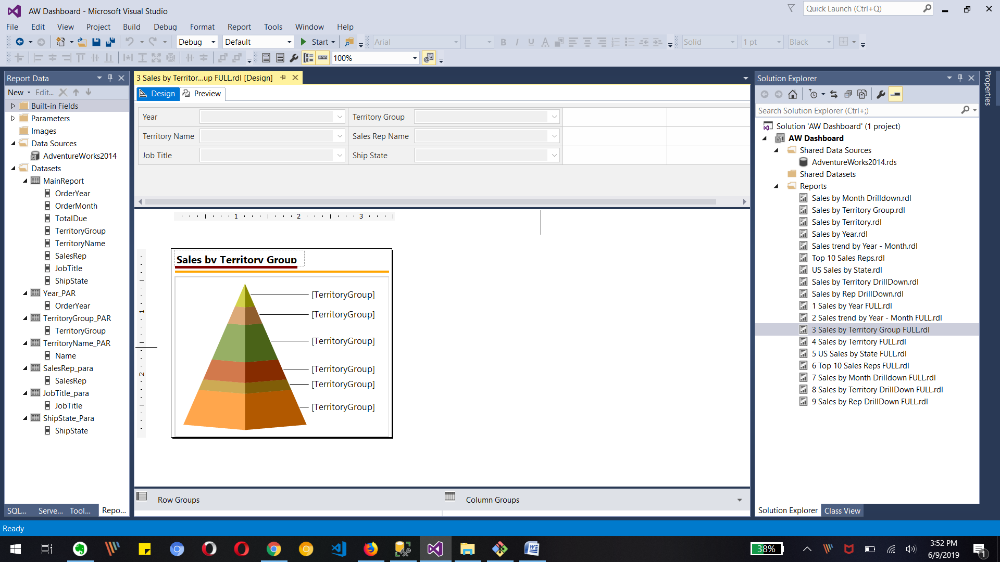 AW Dashboard - Microsoft Visual Studio
Quick Launch (Ctrl+Q)
File Edit View Project Build Debug Format Report Tools Window Help
Debug Default Start Arial Solid 1 pt Black
100%
Report Data
New Edit...
Built-in Fields
Parameters
Images
Data Sources
AdventureWorks2014
Datasets
MainReport
OrderYear
OrderMonth
TotalDue
TerritoryGroup
TerritoryName
SalesRep
JobTitle
ShipState
Year_PAR
OrderYear
TerritoryGroup_PAR
TerritoryGroup
TerritoryName_PAR
Name
SalesRep_para
SalesRep
JobTitle_para
JobTitle
ShipState_Para
ShipState
SQL... Serve... Tool... Repo...
3 Sales by Territor...up FULL.rdl [Design]
Design Preview
Year Territory Group
Territory Name Sales Rep Name
Job Title Ship State
1 2 3
1
2
Sales by Territory Group
[TerritoryGroup]
[TerritoryGroup]
[TerritoryGroup]
[TerritoryGroup]
[TerritoryGroup]
[TerritoryGroup]
Row Groups Column Groups
Solution Explorer
Search Solution Explorer (Ctrl+;)
Solution 'AW Dashboard' (1 project)
AW Dashboard
Shared Data Sources
AdventureWorks2014.rds
Shared Datasets
Reports
Sales by Month Drilldown.rdl
Sales by Territory Group.rdl
Sales by Territory.rdl
Sales by Year.rdl
Sales trend by Year - Month.rdl
Top 10 Sales Reps.rdl
US Sales by State.rdl
Sales by Territory DrillDown.rdl
Sales by Rep DrillDown.rdl
1 Sales by Year FULL.rdl
2 Sales trend by Year - Month FULL.rdl
3 Sales by Territory Group FULL.rdl
4 Sales by Territory FULL.rdl
5 US Sales by State FULL.rdl
6 Top 10 Sales Reps FULL.rdl
7 Sales by Month Drilldown FULL.rdl
8 Sales by Territory DrillDown FULL.rdl
9 Sales by Rep DrillDown FULL.rdl
Solution Explorer Class View
Properties
Ready
38%
3:52 PM
6/9/2019
1